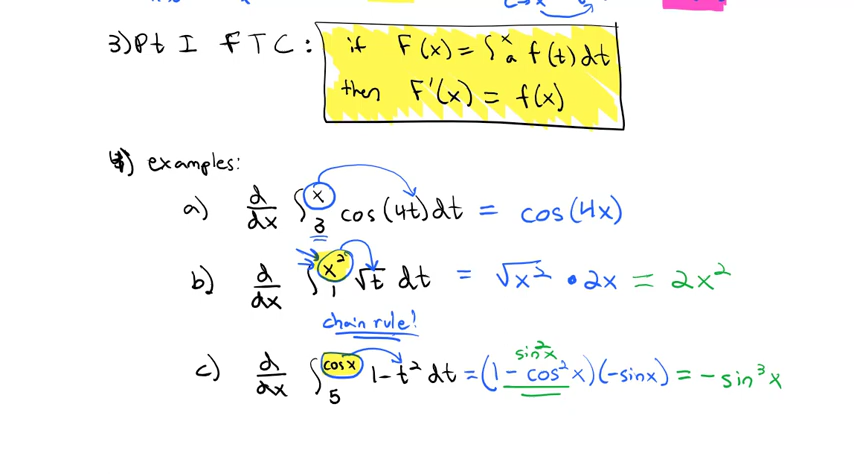 3) Pt I FTC: if F(x) = ∫ₐˣ f(t) dt
then F'(x) = f(x)
4) examples:
a) d/dx ∫₃ˣ cos(4t) dt = cos(4x)
b) d/dx ∫₁^(x²) √t dt = √x² • 2x = 2x²
chain rule!
sin²x
c) d/dx ∫₅^(cos x) 1 - t² dt = (1 - cos²x)(-sinx) = -sin³x